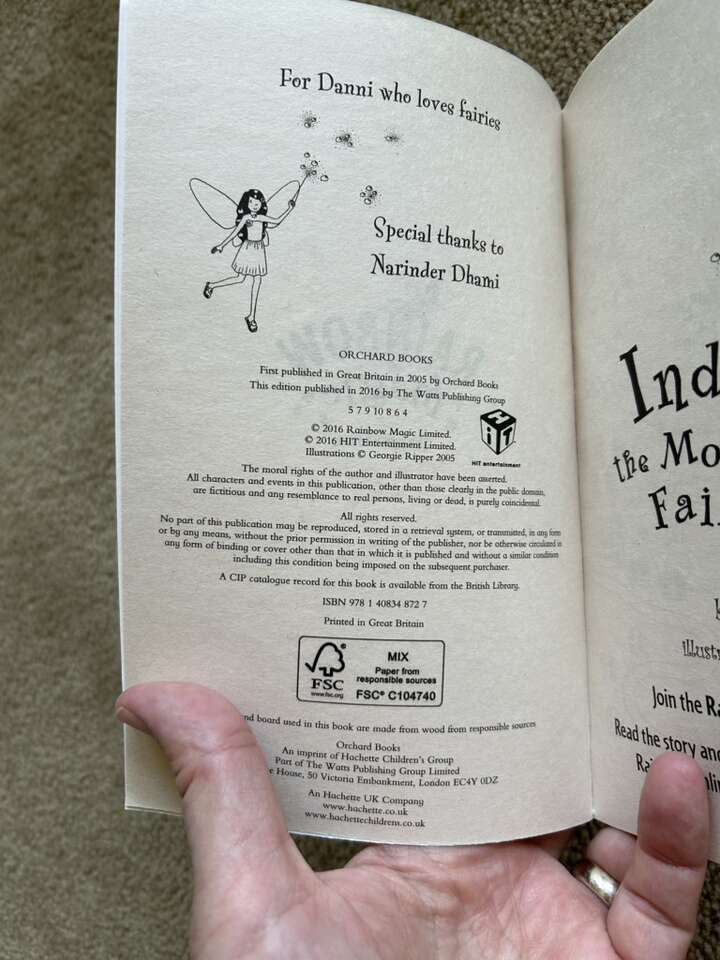 For Danni who loves fairies
Special thanks to
Narinder Dhami
ORCHARD BOOKS
First published in Great Britain in 2005 by Orchard Books
This edition published in 2016 by The Watts Publishing Group
5 7 9 10 8 6 4
© 2016 Rainbow Magic Limited.
© 2016 HIT Entertainment Limited.
Illustrations © Georgie Ripper 2005
HiT
HIT entertainment
The moral rights of the author and illustrator have been asserted.
All characters and events in this publication, other than those clearly in the public domain,
are fictitious and any resemblance to real persons, living or dead, is purely coincidental.
All rights reserved.
No part of this publication may be reproduced, stored in a retrieval system, or transmitted, in any form
or by any means, without the prior permission in writing of the publisher, nor be otherwise circulated in
any form of binding or cover other than that in which it is published and without a similar condition
including this condition being imposed on the subsequent purchaser.
A CIP catalogue record for this book is available from the British Library.
ISBN 978 1 40834 872 7
Printed in Great Britain
FSC
www.fsc.org
MIX
Paper from
responsible sources
FSC® C104740
and board used in this book are made from wood from responsible sources
Orchard Books
An imprint of Hachette Children's Group
Part of The Watts Publishing Group Limited
House, 50 Victoria Embankment, London EC4Y 0DZ
An Hachette UK Company
www.hachette.co.uk
www.hachettechildrens.co.uk
Ind
the Mo
Fai
Illustr
Join the Ra
Read the story and